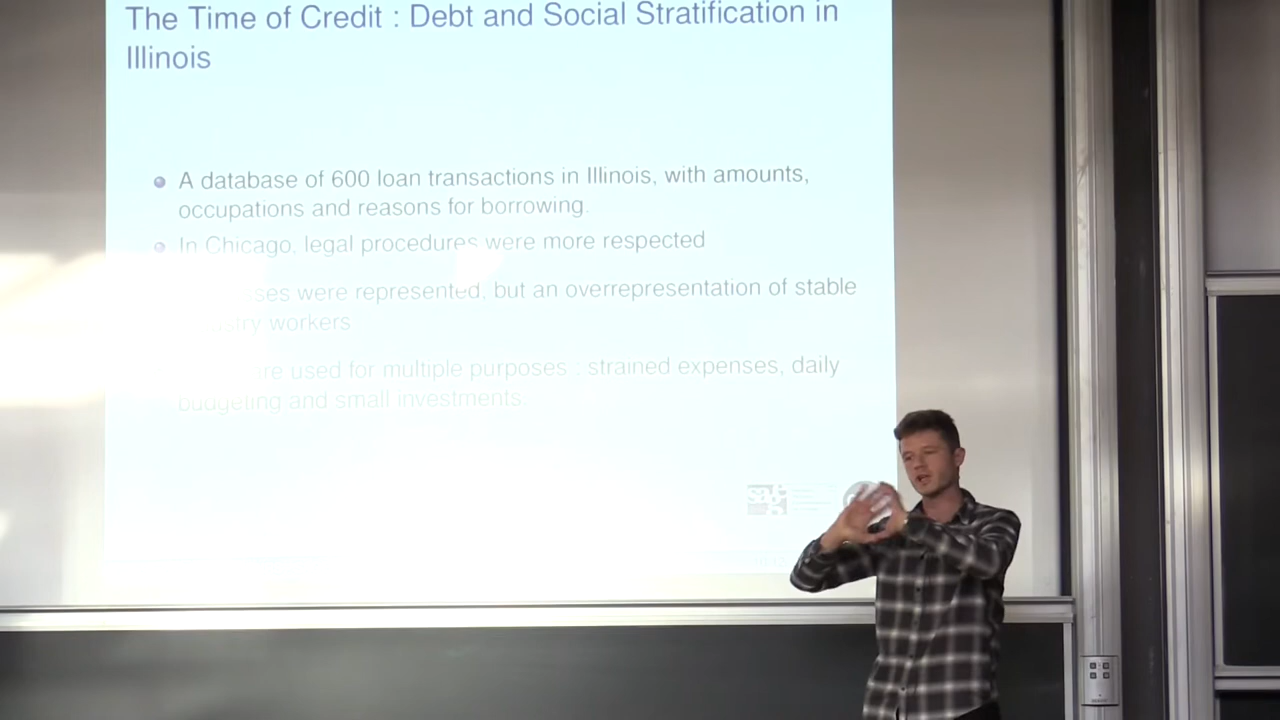 The Time of Credit : Debt and Social Stratification in
Illinois
A database of 600 loan transactions in Illinois, with amounts,
occupations and reasons for borrowing.
In Chicago, legal procedures were more respected
were represented, but an overrepresentation of stable
workers
used for multiple purposes : strained expenses, daily
budgeting and small investments.